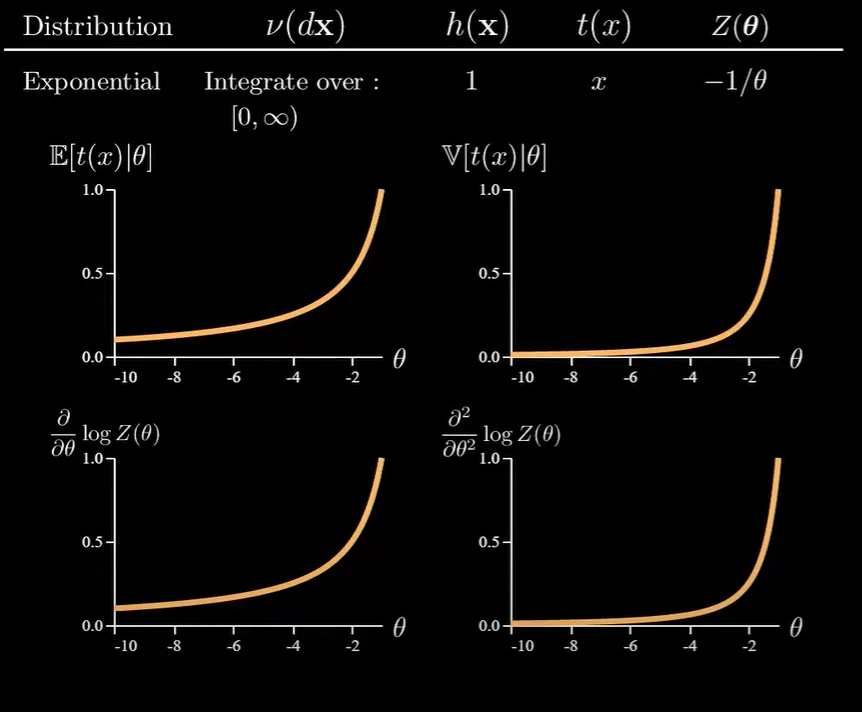 Distribution ν(dx) h(x) t(x) Z(θ)
Exponential Integrate over : 1 x −1/θ
[0, ∞)
𝔼[t(x)|θ] 𝕍[t(x)|θ]
1.0 1.0
0.5 0.5
0.0 θ 0.0 θ
-10 -8 -6 -4 -2 -10 -8 -6 -4 -2
∂/∂θ log Z(θ) ∂²/∂θ² log Z(θ)
1.0 1.0
0.5 0.5
0.0 θ 0.0 θ
-10 -8 -6 -4 -2 -10 -8 -6 -4 -2